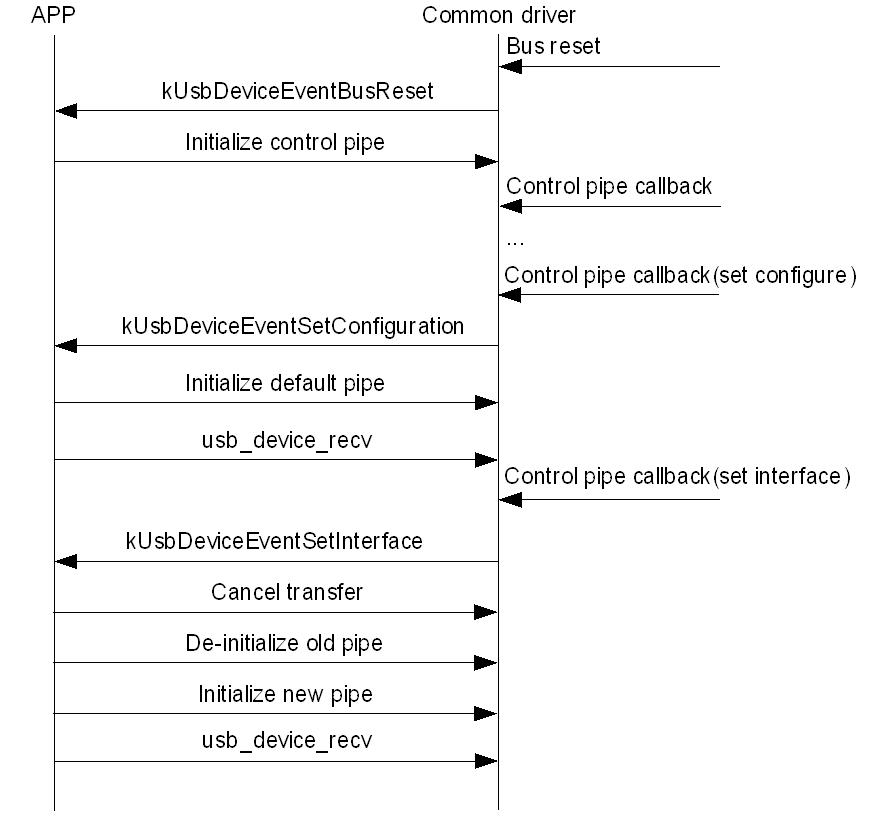 APP
Common driver
Bus reset
kUsbDeviceEventBusReset
Initialize control pipe
Control pipe callback
...
Control pipe callback(set configure)
kUsbDeviceEventSetConfiguration
Initialize default pipe
usb_device_recv
Control pipe callback(set interface)
kUsbDeviceEventSetInterface
Cancel transfer
De-initialize old pipe
Initialize new pipe
usb_device_recv